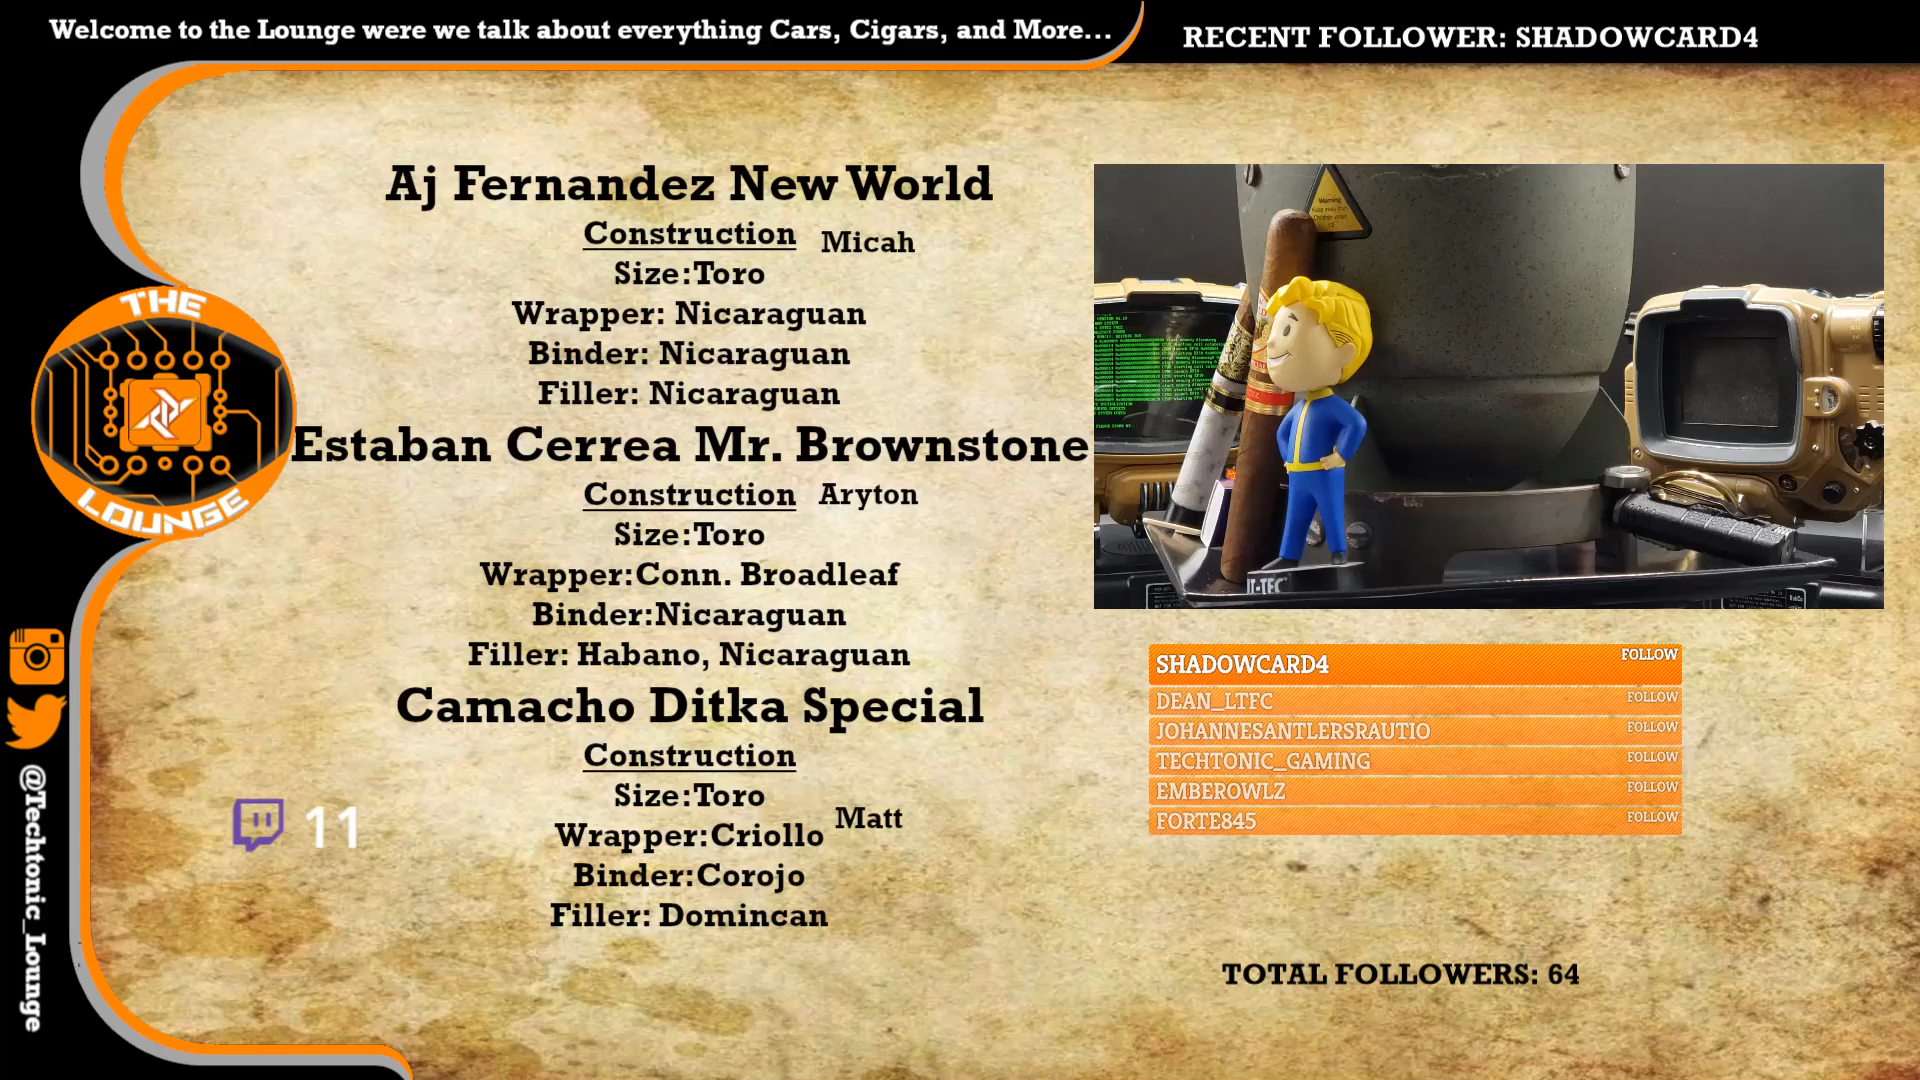 Welcome to the Lounge were we talk about everything Cars, Cigars, and More...
RECENT FOLLOWER: SHADOWCARD4
Aj Fernandez New World
Construction
Micah
Size:Toro
Wrapper: Nicaraguan
Binder: Nicaraguan
Filler: Nicaraguan
Estaban Cerrea Mr. Brownstone
Construction
Aryton
Size:Toro
Wrapper:Conn. Broadleaf
Binder:Nicaraguan
Filler: Habano, Nicaraguan
Camacho Ditka Special
Construction
Size:Toro
Matt
Wrapper:Criollo
Binder:Corojo
Filler: Domincan
THE
LOUNGE
@Techtonic_Lounge
11
Warning
SHADOWCARD4 FOLLOW
DEAN_LTFC FOLLOW
JOHANNESANTLERSRAUTIO FOLLOW
TECHTONIC_GAMING FOLLOW
EMBEROWLZ FOLLOW
FORTE845 FOLLOW
TOTAL FOLLOWERS: 64